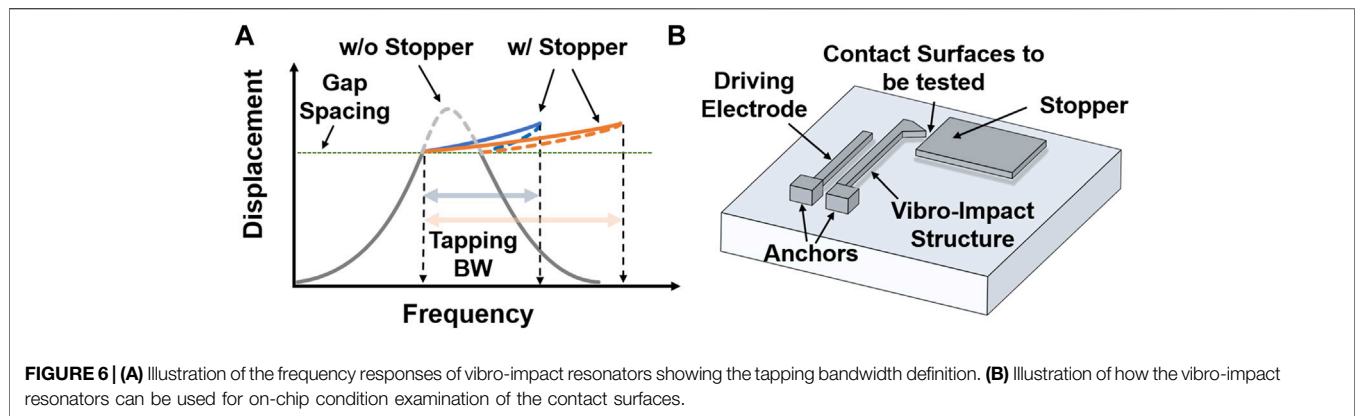 A
w/o Stopper
w/ Stopper
Gap
Spacing
Displacement
Tapping
BW
Frequency
B
Contact Surfaces to
be tested
Driving
Electrode
Stopper
Vibro-Impact
Structure
Anchors
FIGURE 6 | (A) Illustration of the frequency responses of vibro-impact resonators showing the tapping bandwidth definition. (B) Illustration of how the vibro-impact
resonators can be used for on-chip condition examination of the contact surfaces.